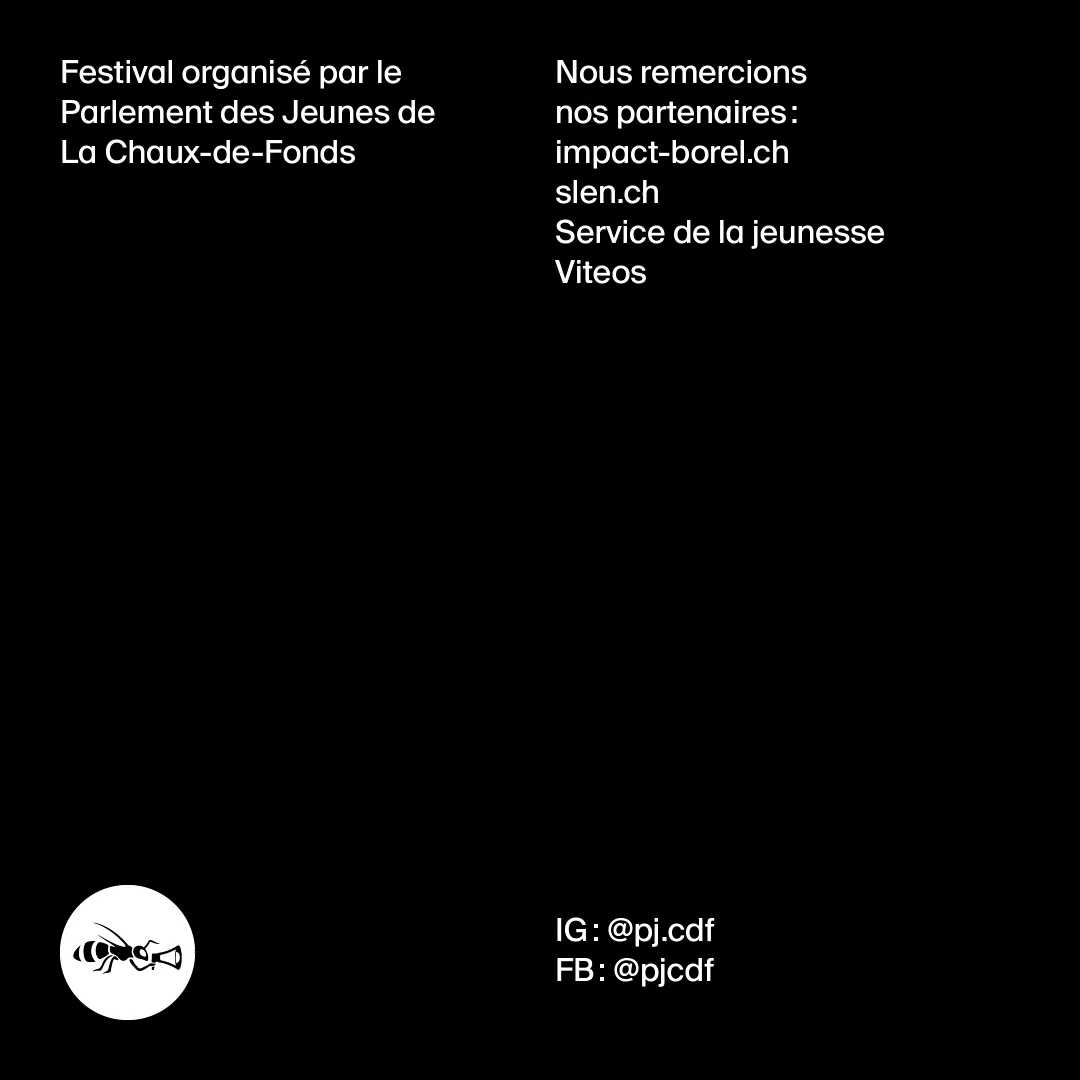 Festival organisé par le
Parlement des Jeunes de
La Chaux-de-Fonds
Nous remercions
nos partenaires :
impact-borel.ch
slen.ch
Service de la jeunesse
Viteos
IG : @pj.cdf
FB : @pjcdf